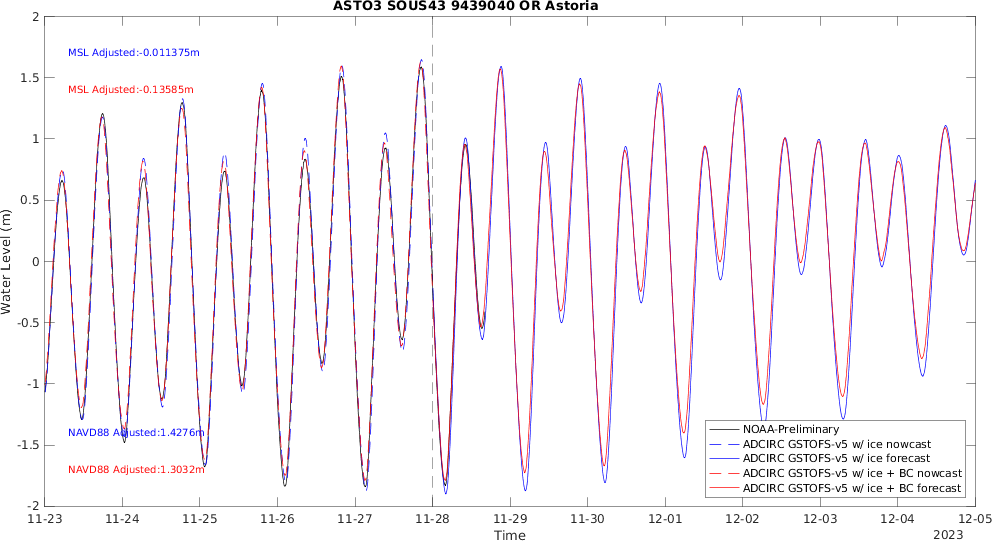 ASTO3 SOUS43 9439040 OR Astoria
MSL Adjusted:-0.011375m
MSL Adjusted:-0.13585m
NAVD88 Adjusted:1.4276m
NAVD88 Adjusted:1.3032m
Water Level (m)
2
1.5
1
0.5
0
-0.5
-1
-1.5
-2
NOAA-Preliminary
ADCIRC GSTOFS-v5 w/ ice nowcast
ADCIRC GSTOFS-v5 w/ ice forecast
ADCIRC GSTOFS-v5 w/ ice + BC nowcast
ADCIRC GSTOFS-v5 w/ ice + BC forecast
11-23 11-24 11-25 11-26 11-27 11-28 11-29 11-30 12-01 12-02 12-03 12-04 12-05
Time
2023